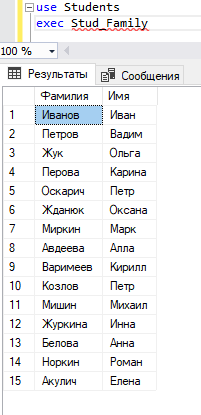 use Students
exec Stud_Family
100 %
Результаты Сообщения
Фамилия Имя
1 Иванов Иван
2 Петров Вадим
3 Жук Ольга
4 Перова Карина
5 Оскарич Петр
6 Жданюк Оксана
7 Миркин Марк
8 Авдеева Алла
9 Варимеев Кирилл
10 Козлов Петр
11 Мишин Михаил
12 Журкина Инна
13 Белова Анна
14 Норкин Роман
15 Акулич Елена